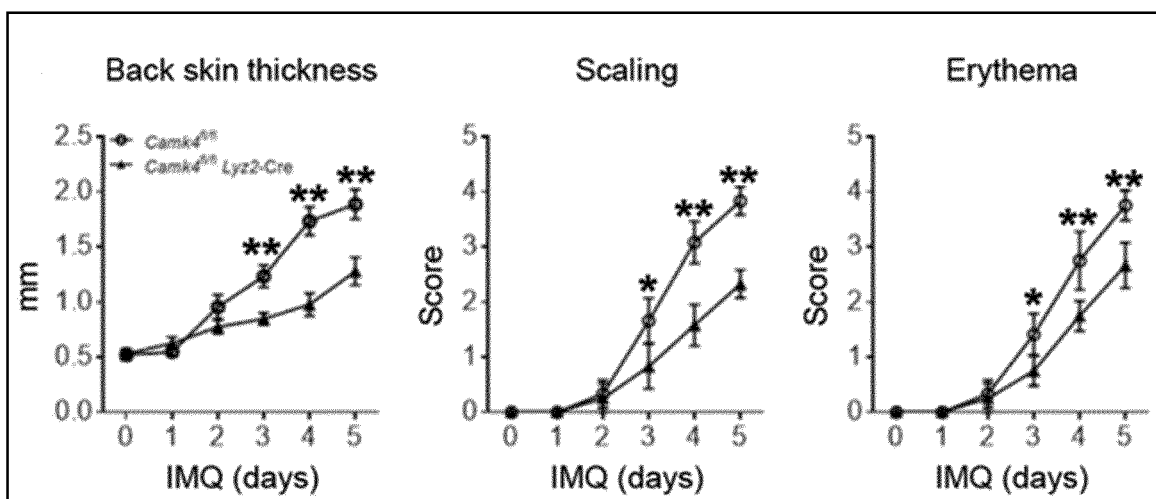 Back skin thickness
Scaling
Erythema
2.5
2.0
1.5
1.0
0.5
0.0
mm
Camk4fl/fl
Camk4fl/fl Lyz2-Cre
**
**
**
0 1 2 3 4 5
IMQ (days)
5
4
3
2
1
0
Score
*
**
**
0 1 2 3 4 5
IMQ (days)
5
4
3
2
1
0
Score
*
**
**
0 1 2 3 4 5
IMQ (days)